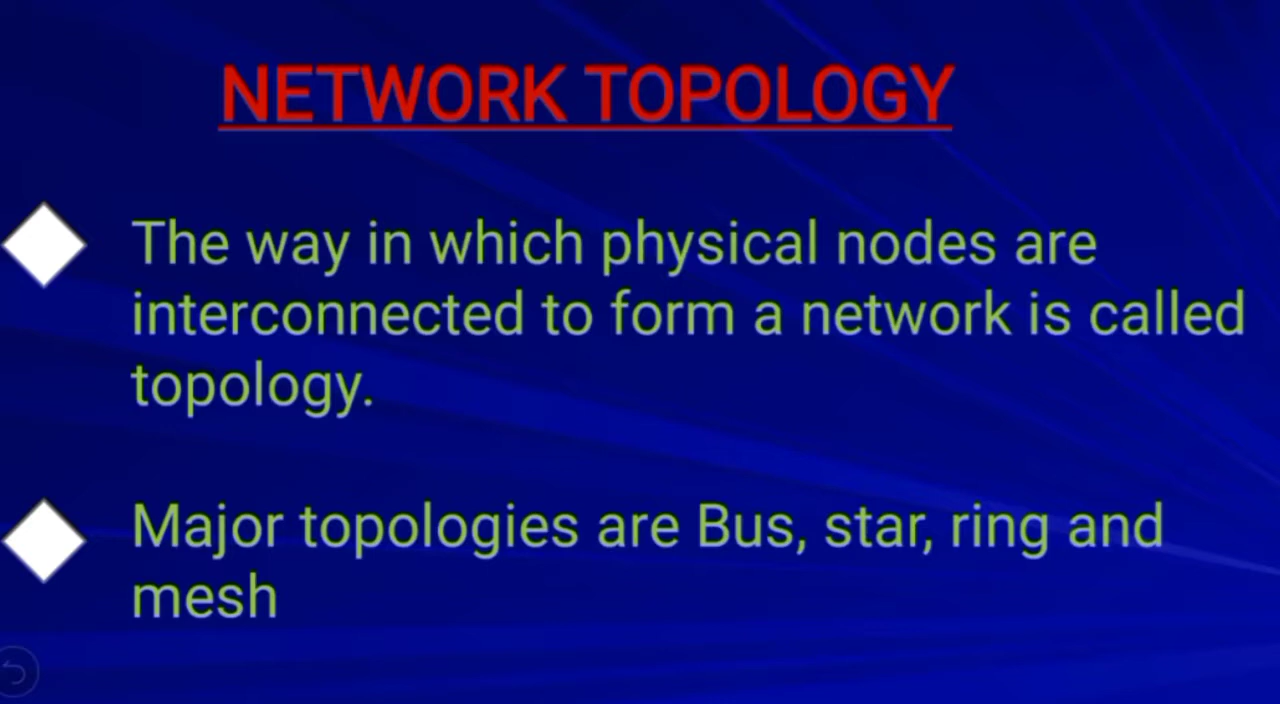 NETWORK TOPOLOGY
The way in which physical nodes are
interconnected to form a network is called
topology.
Major topologies are Bus, star, ring and
mesh